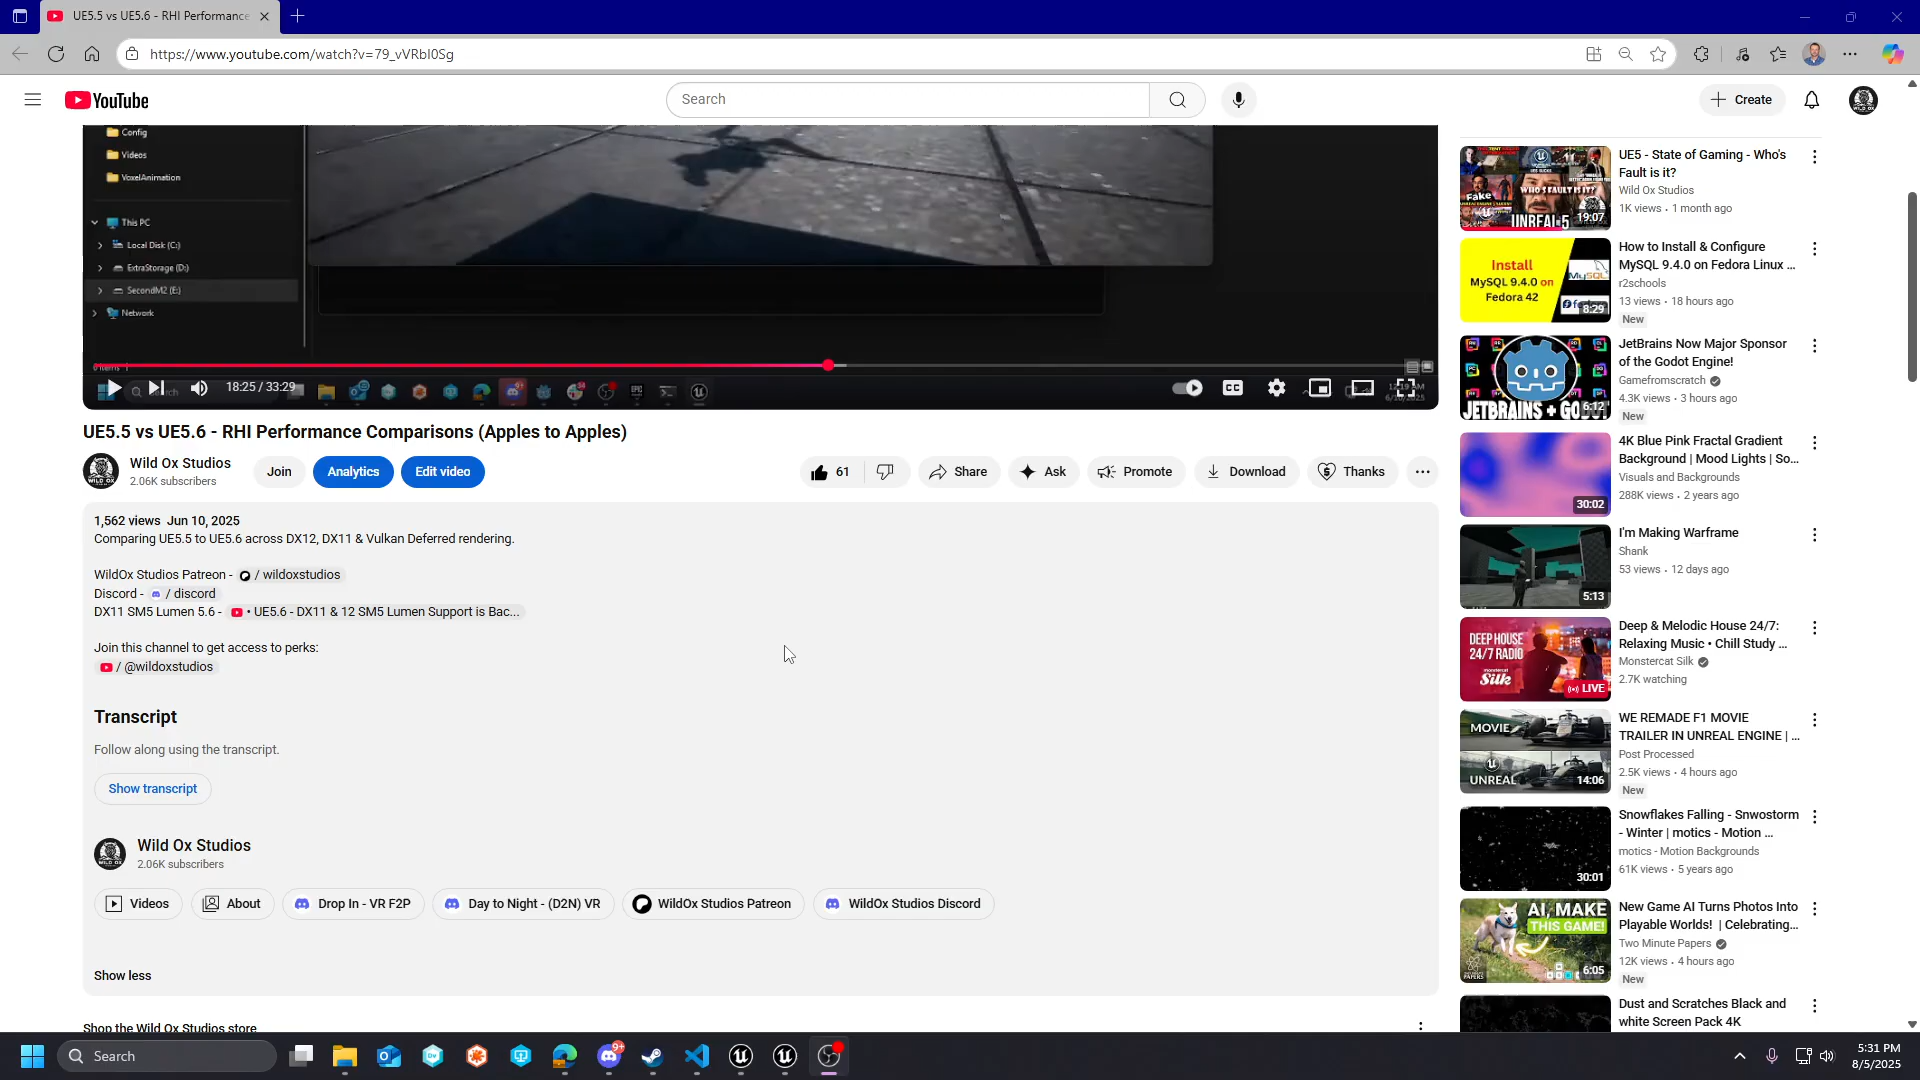 UE5.5 vs UE5.6 - RHI Performance
https://www.youtube.com/watch?v=79_vVRbI0Sg
YouTube
Search
Create
Config
Videos
VoxelAnimation
This PC
Local Disk (C:)
ExtraStorage (D:)
SecondM2 (E:)
Network
18:25 / 33:29
CC
UE5.5 vs UE5.6 - RHI Performance Comparisons (Apples to Apples)
Wild Ox Studios
2.06K subscribers
Join
Analytics
Edit video
61
Share
Ask
Promote
Download
Thanks
1,562 views Jun 10, 2025
Comparing UE5.5 to UE5.6 across DX12, DX11 & Vulkan Deferred rendering.
WildOx Studios Patreon - / wildoxstudios
Discord - / discord
DX11 SM5 Lumen 5.6 - • UE5.6 - DX11 & 12 SM5 Lumen Support is Bac...
Join this channel to get access to perks:
/ @wildoxstudios
Transcript
Follow along using the transcript.
Show transcript
Wild Ox Studios
2.06K subscribers
Videos
About
Drop In - VR F2P
Day to Night - (D2N) VR
WildOx Studios Patreon
WildOx Studios Discord
Show less
Shop the Wild Ox Studios store
WHO'S FAULT IS IT?
Fake
UNREAL 5
19:07
UE5 - State of Gaming - Who's
Fault is it?
Wild Ox Studios
1K views • 1 month ago
Install
MySQL 9.4.0 on
Fedora 42
MySQL
8:29
How to Install & Configure
MySQL 9.4.0 on Fedora Linux ...
r2schools
13 views • 18 hours ago
New
JETBRAINS + GO
6:12
JetBrains Now Major Sponsor
of the Godot Engine!
Gamefromscratch
4.3K views • 3 hours ago
New
30:02
4K Blue Pink Fractal Gradient
Background | Mood Lights | So...
Visuals and Backgrounds
288K views • 2 years ago
5:13
I'm Making Warframe
Shank
53 views • 12 days ago
DEEP HOUSE
24/7 RADIO
monstercat
Silk
LIVE
Deep & Melodic House 24/7:
Relaxing Music • Chill Study ...
Monstercat Silk
2.7K watching
MOVIE
UNREAL
14:06
WE REMADE F1 MOVIE
TRAILER IN UNREAL ENGINE | ...
Post Processed
2.5K views • 4 hours ago
New
30:01
Snowflakes Falling - Snwostorm
- Winter | motics - Motion ...
motics - Motion Backgrounds
61K views • 5 years ago
AI, MAKE
THIS GAME!
6:05
New Game AI Turns Photos Into
Playable Worlds! | Celebrating...
Two Minute Papers
12K views • 4 hours ago
New
Dust and Scratches Black and
white Screen Pack 4K
Search
9+
5:31 PM
8/5/2025